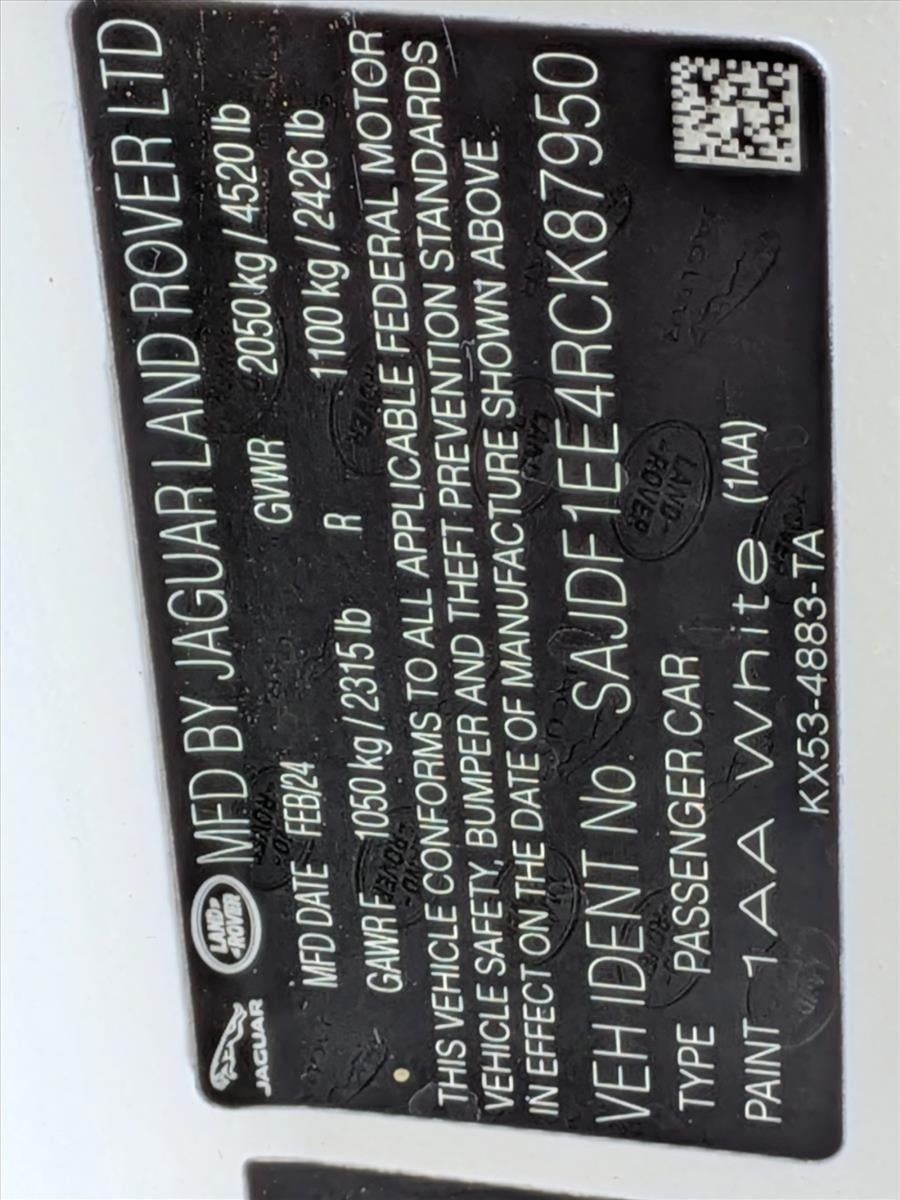 JAGUAR LAND-ROVER MFD BY JAGUAR LAND ROVER LTD
MFD DATE FEB/24 GVWR 2050 kg / 4520 lb
GAWR F 1050 kg / 2315 lb R 1100 kg / 2426 lb
THIS VEHICLE CONFORMS TO ALL APPLICABLE FEDERAL MOTOR
VEHICLE SAFETY, BUMPER AND THEFT PREVENTION STANDARDS
IN EFFECT ON THE DATE OF MANUFACTURE SHOWN ABOVE.
VEH IDENT No. SAJDF1EE4RCK87950
TYPE PASSENGER CAR
PAINT 1AA White (1AA)
KX53-4883-TA